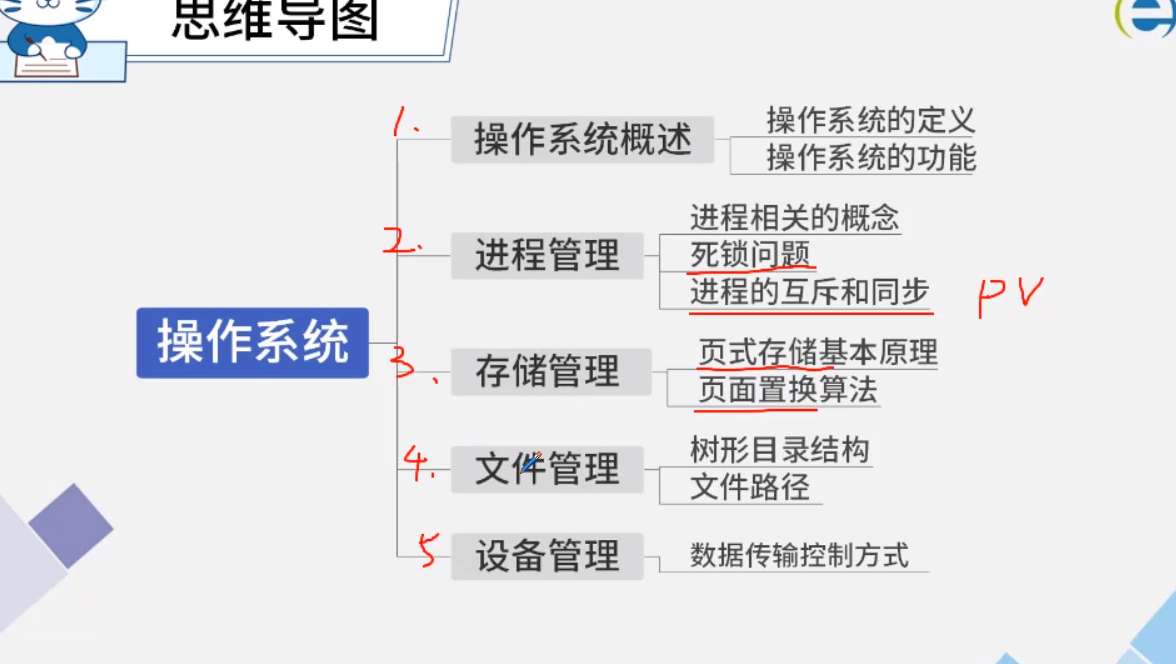 思维导图
1.
操作系统概述
操作系统的定义
操作系统的功能
2.
进程管理
进程相关的概念
死锁问题
进程的互斥和同步
PV
操作系统
3.
存储管理
页式存储基本原理
页面置换算法
4.
文件管理
树形目录结构
文件路径
5
设备管理
数据传输控制方式